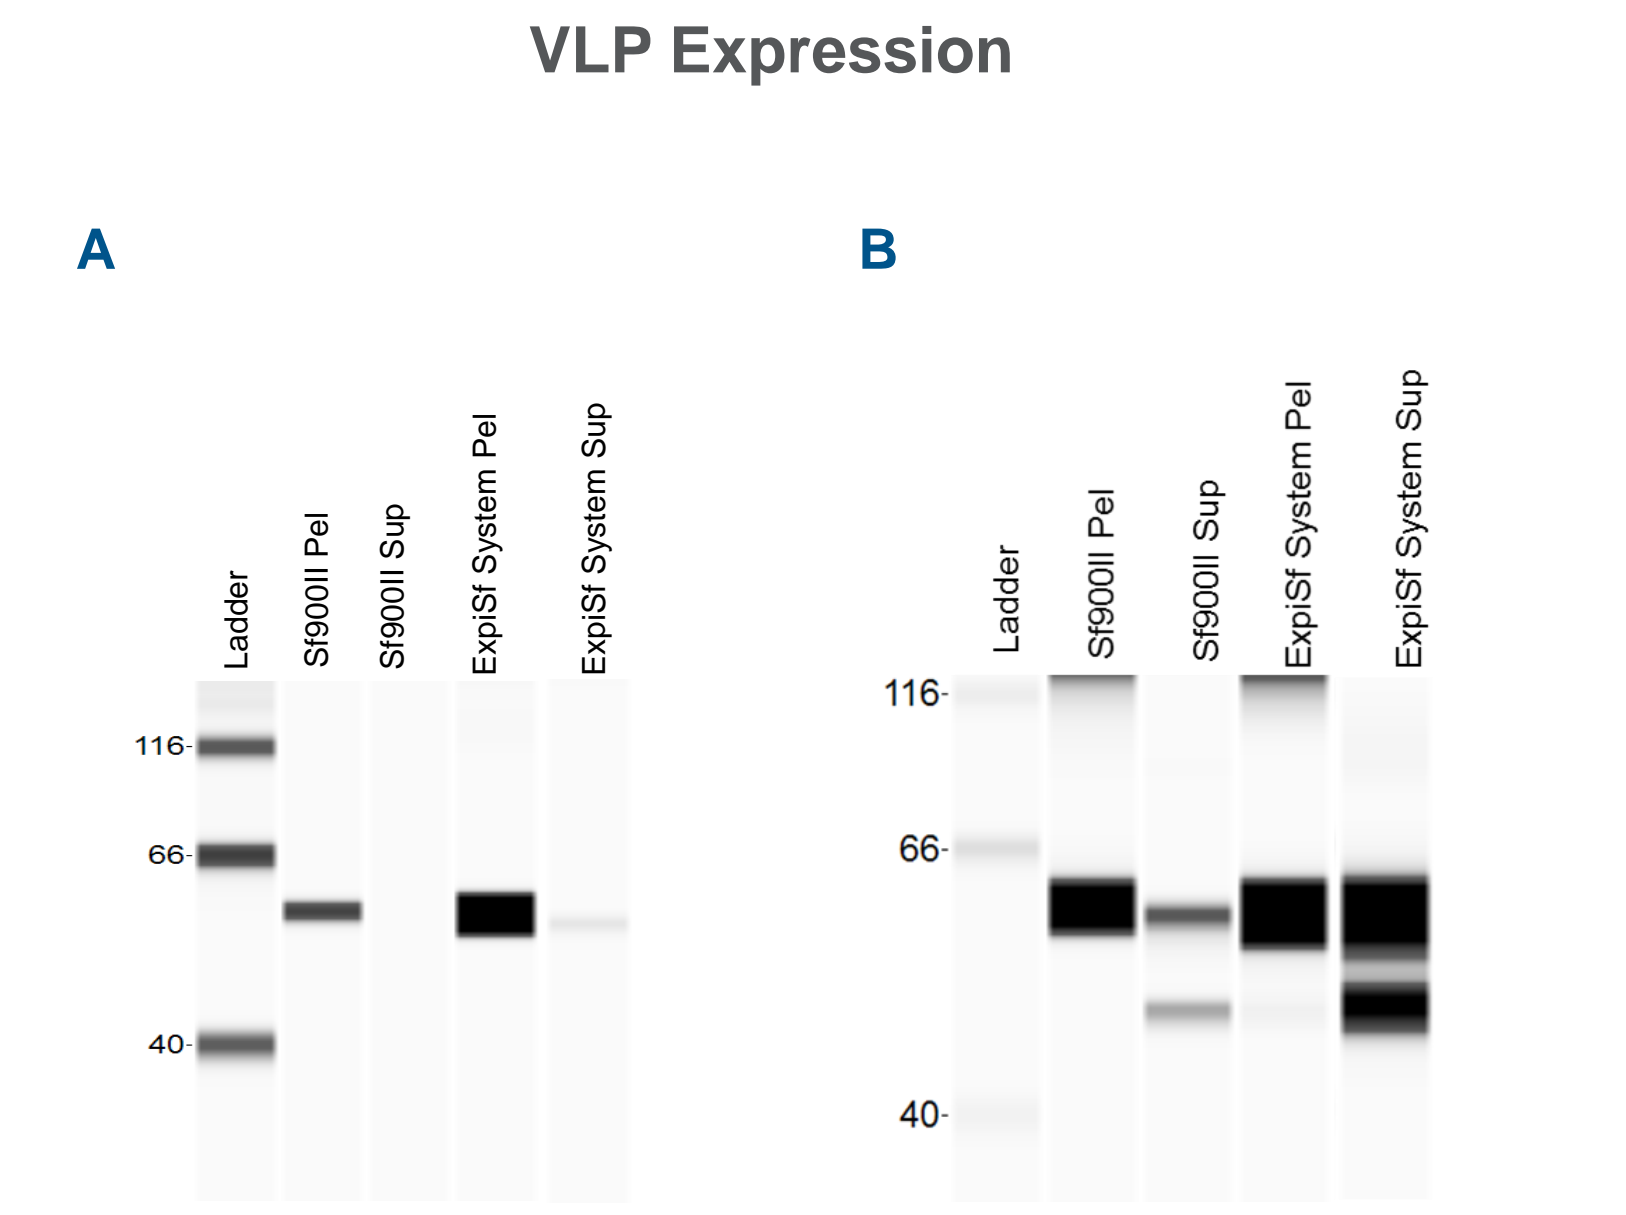 VLP Expression
A
B
Ladder
Sf900II Pel
Sf900II Sup
ExpiSf System Pel
ExpiSf System Sup
116-
66-
40-
Ladder
Sf900II Pel
Sf900II Sup
ExpiSf System Pel
ExpiSf System Sup
116-
66-
40-